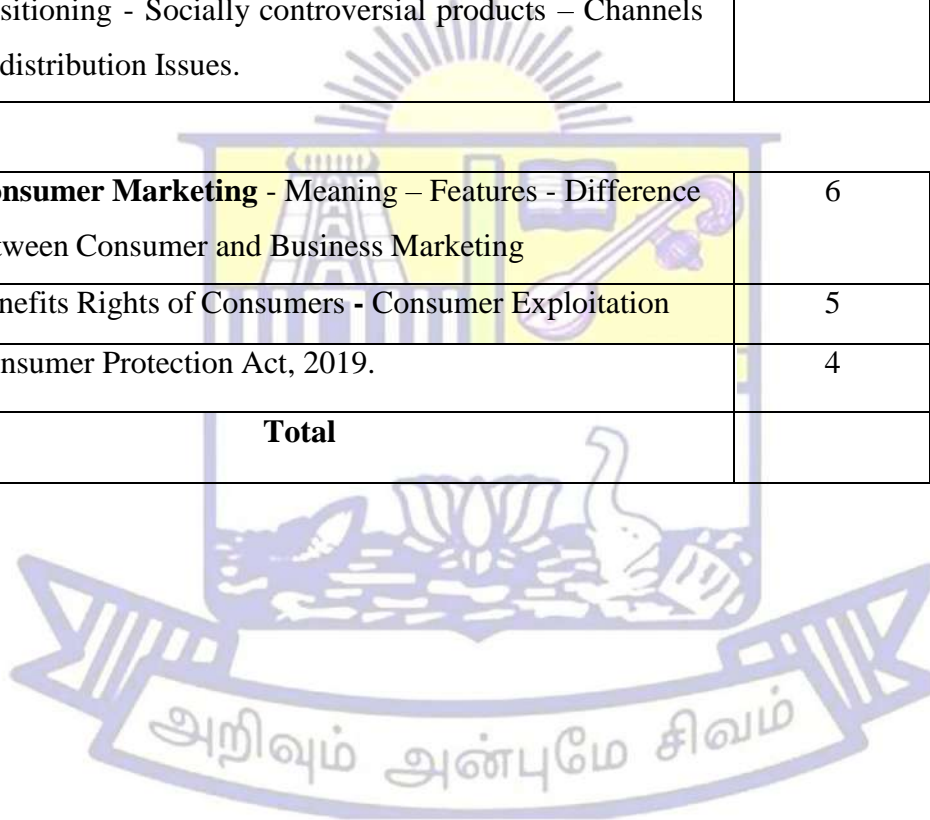 sitioning - Socially controversial products – Channels
distribution Issues.
onsumer Marketing - Meaning – Features - Difference 6
tween Consumer and Business Marketing
nefits Rights of Consumers - Consumer Exploitation 5
nsumer Protection Act, 2019. 4
Total
அறிவும் அன்புமே சிவம்